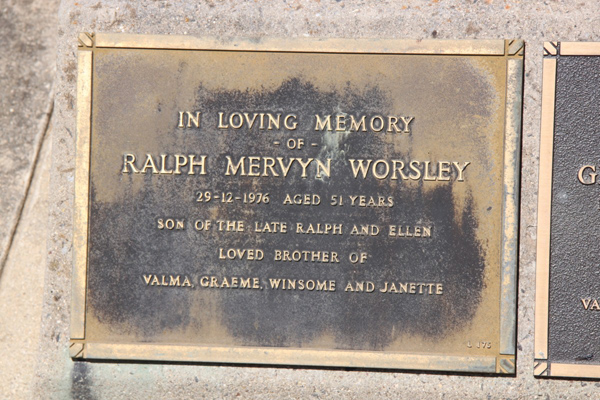 IN LOVING MEMORY
- OF -
RALPH MERVYN WORSLEY
29-12-1976 AGED 51 YEARS
SON OF THE LATE RALPH AND ELLEN
LOVED BROTHER OF
VALMA, GRAEME, WINSOME AND JANETTE
G
VA